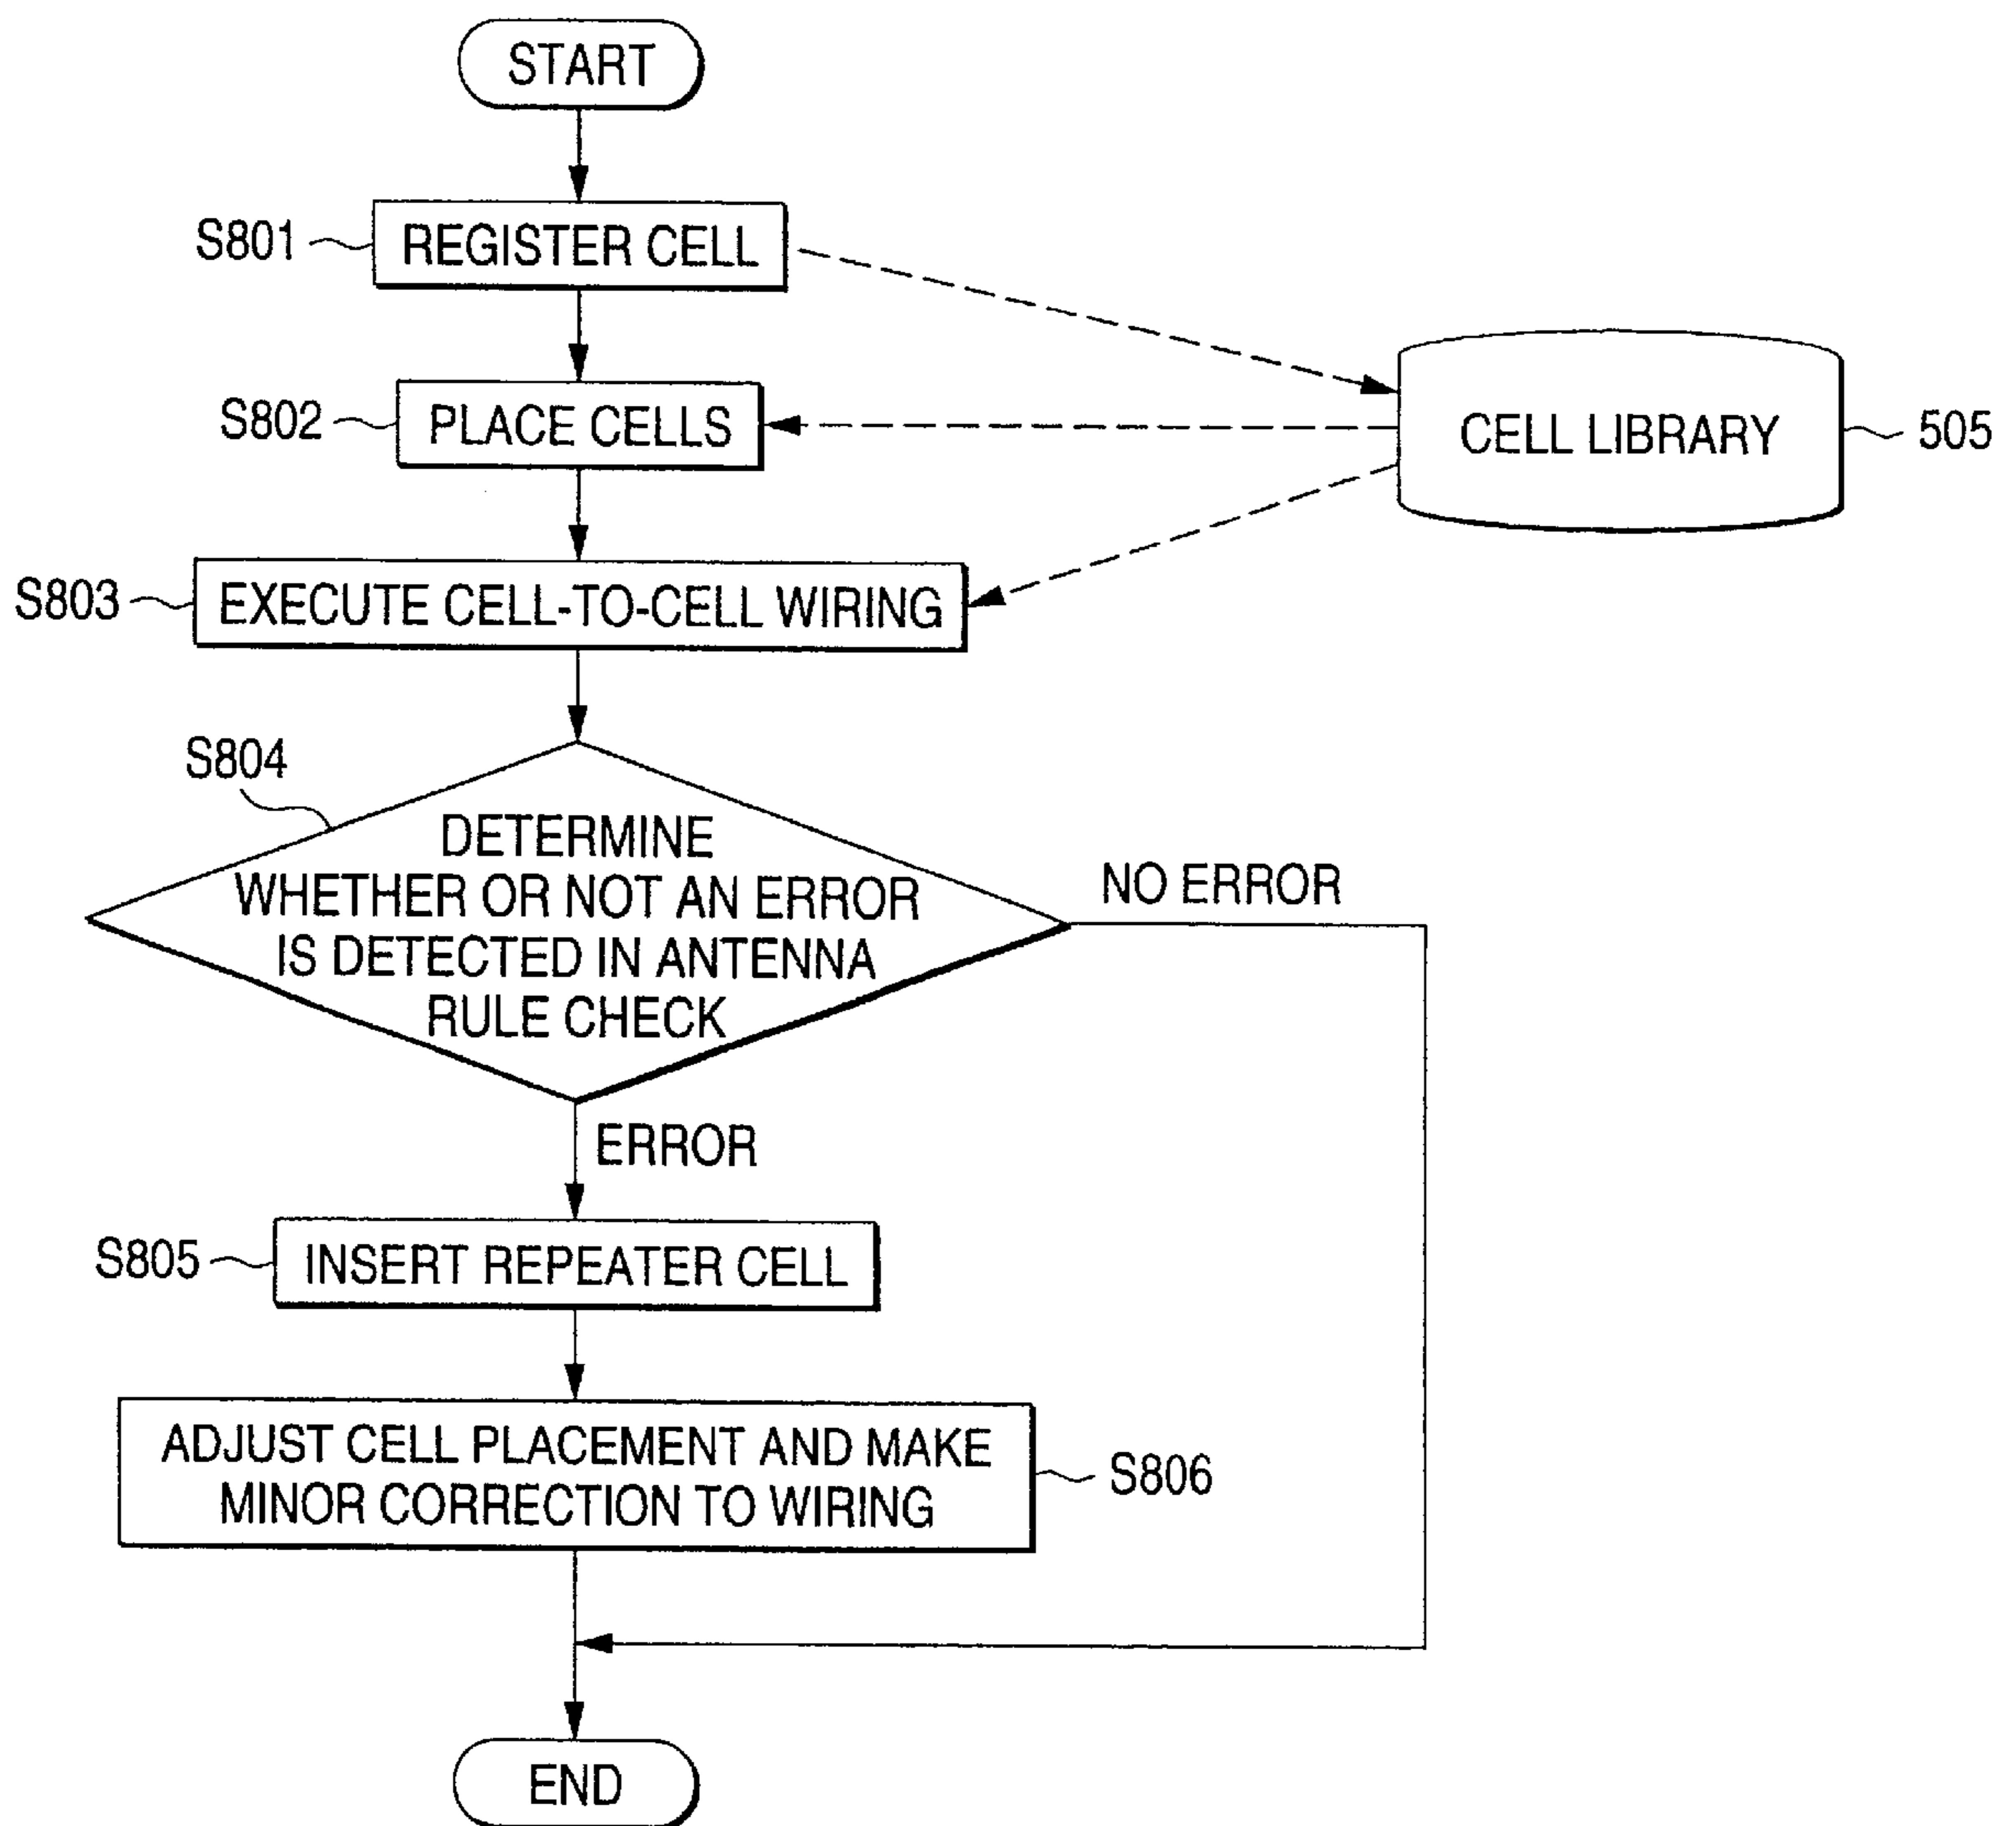 START
S801
REGISTER CELL
S802
PLACE CELLS
CELL LIBRARY
505
S803
EXECUTE CELL-TO-CELL WIRING
S804
DETERMINE
WHETHER OR NOT AN ERROR
IS DETECTED IN ANTENNA
RULE CHECK
NO ERROR
ERROR
S805
INSERT REPEATER CELL
ADJUST CELL PLACEMENT AND MAKE
MINOR CORRECTION TO WIRING
S806
END